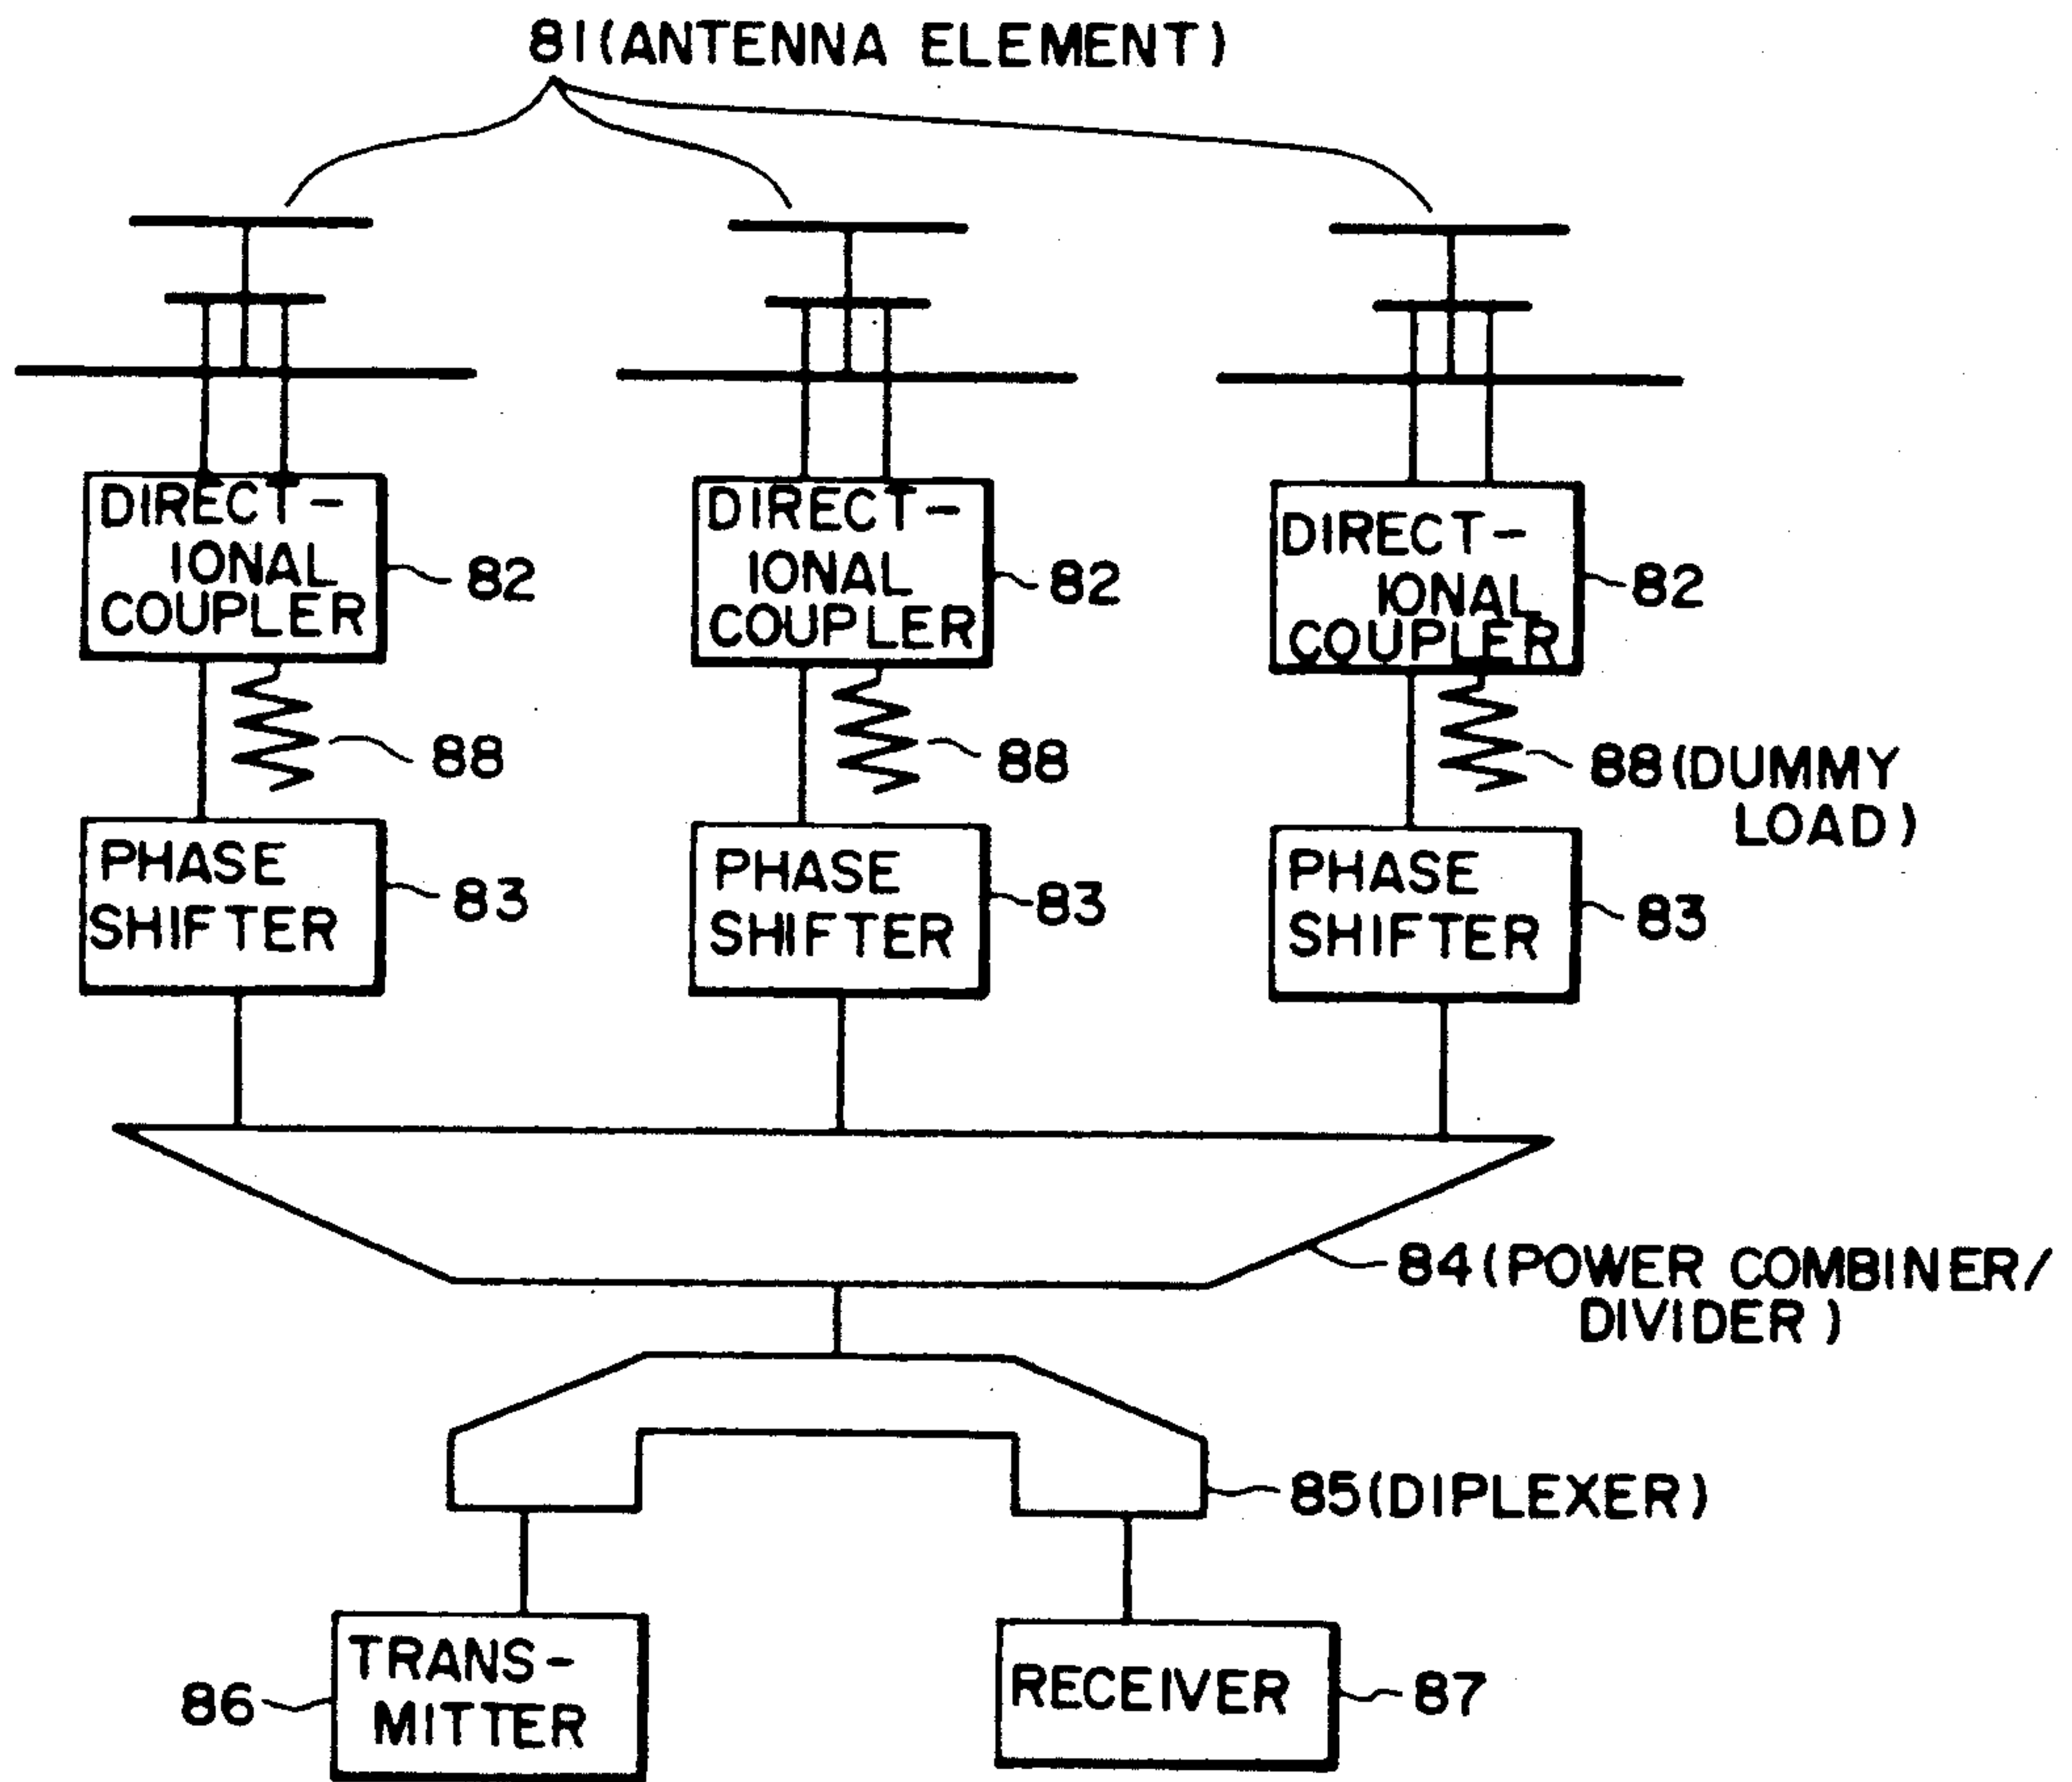 81(ANTENNA ELEMENT)
DIRECT-
IONAL
COUPLER
82
DIRECT-
IONAL
COUPLER
82
DIRECT-
IONAL
COUPLER
82
88
88
88(DUMMY
LOAD)
PHASE
SHIFTER
83
PHASE
SHIFTER
83
PHASE
SHIFTER
83
84(POWER COMBINER/
DIVIDER)
85(DIPLEXER)
86
TRANS-
MITTER
RECEIVER
87